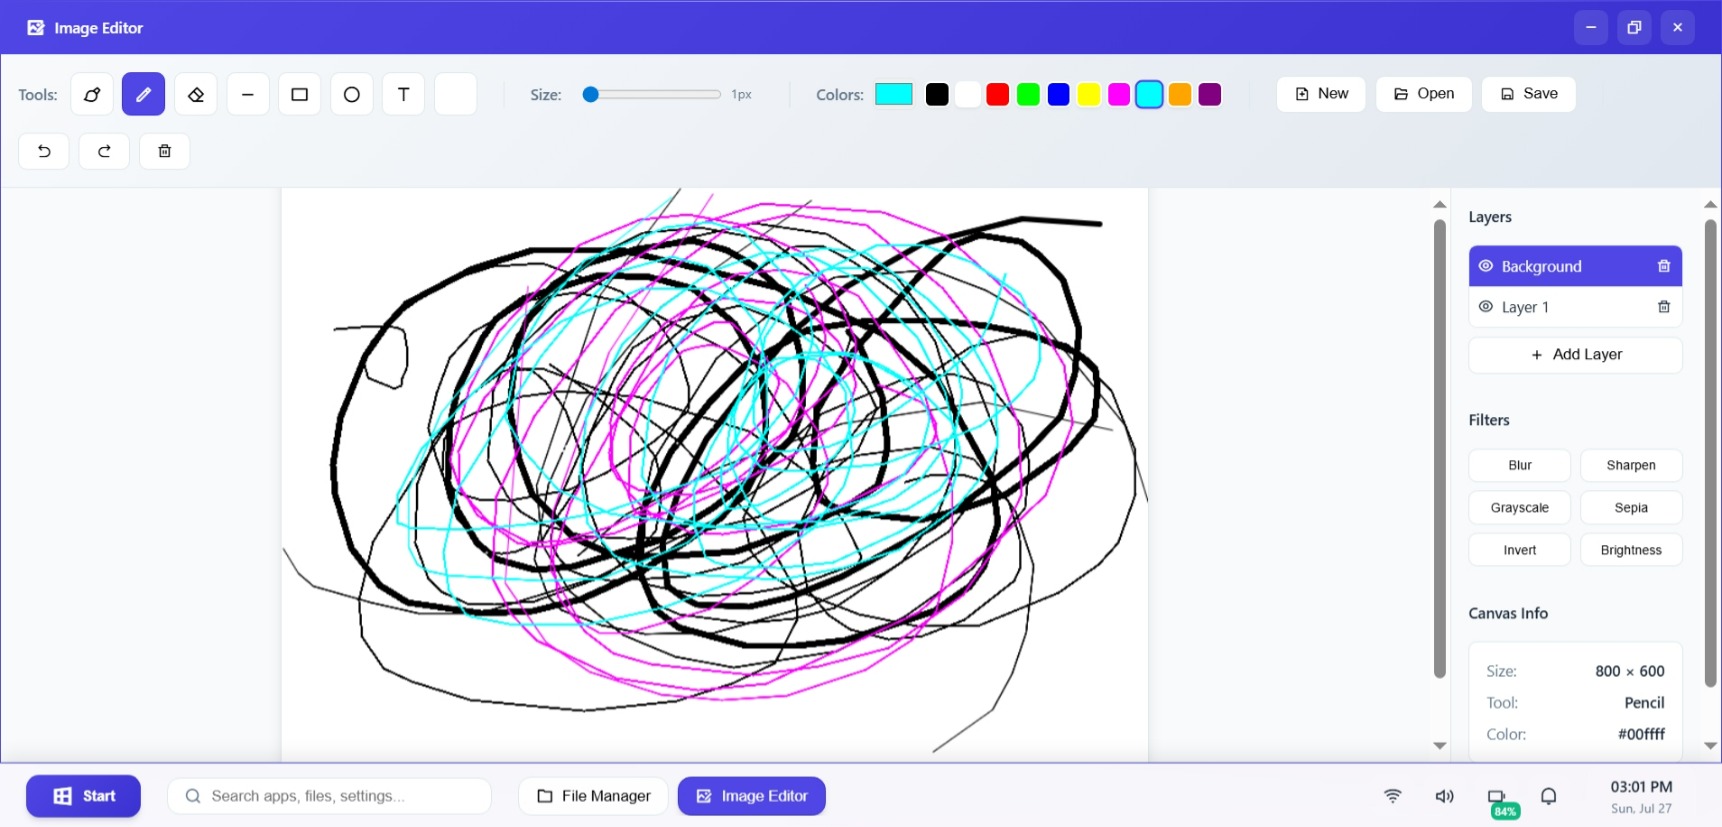 Image Editor
Tools: T Size: 1px Colors: New Open Save
Layers
Background
Layer 1
+ Add Layer
Filters
Blur Sharpen
Grayscale Sepia
Invert Brightness
Canvas Info
Size: 800 × 600
Tool: Pencil
Color: #00ffff
Start Search apps, files, settings... File Manager Image Editor 84% 03:01 PM
Sun, Jul 27